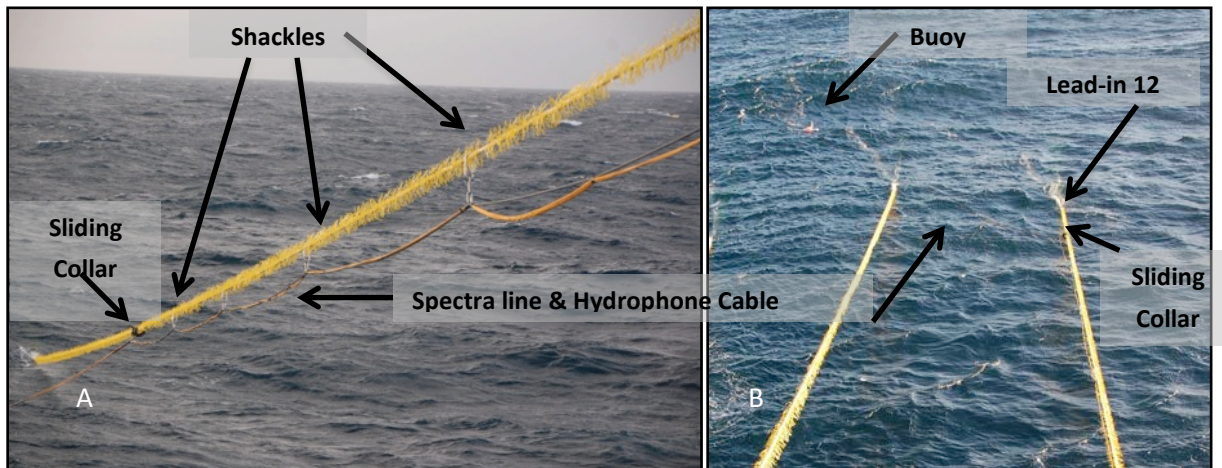 Shackles
Sliding
Collar
Spectra line & Hydrophone Cable
A
Buoy
Lead-in 12
Sliding
Collar
B